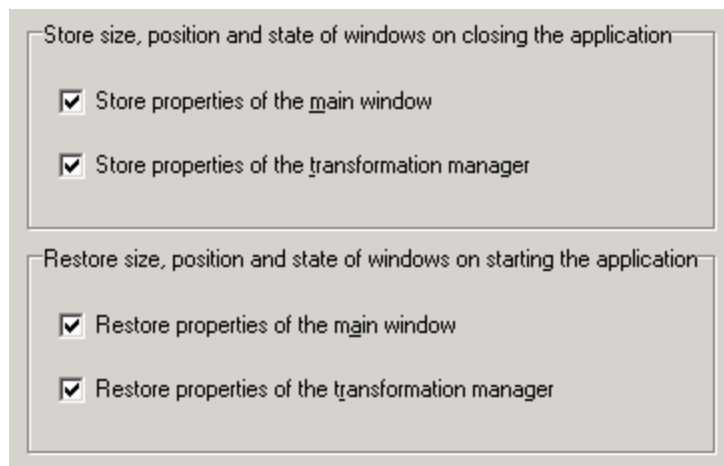 Store size, position and state of windows on closing the application
Store properties of the main window
Store properties of the transformation manager
Restore size, position and state of windows on starting the application
Restore properties of the main window
Restore properties of the transformation manager